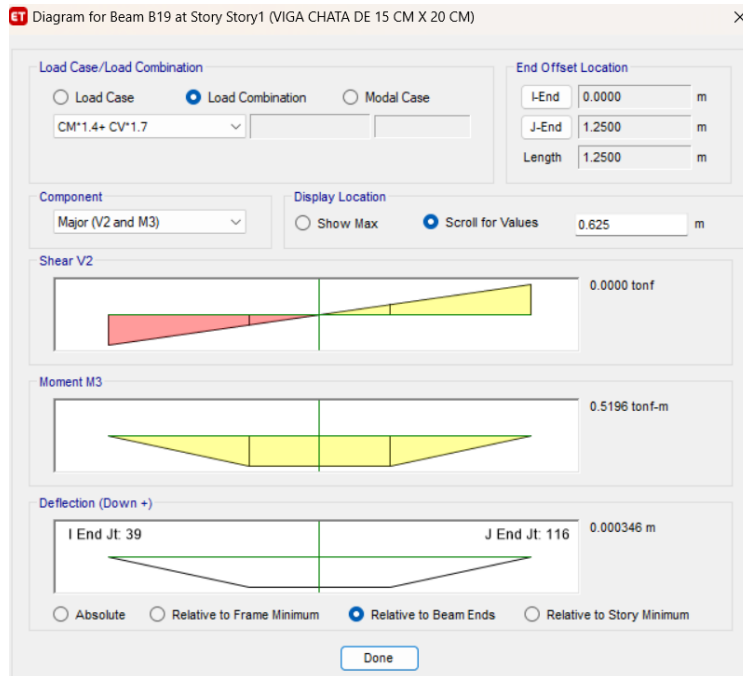 ET Diagram for Beam B19 at Story Story1 (VIGA CHATA DE 15 CM X 20 CM)
Load Case/Load Combination
Load Case Load Combination Modal Case
CM*1.4+ CV*1.7
End Offset Location
I-End 0.0000 m
J-End 1.2500 m
Length 1.2500 m
Component
Major (V2 and M3)
Display Location
Show Max Scroll for Values 0.625 m
Shear V2
0.0000 tonf
Moment M3
0.5196 tonf-m
Deflection (Down +)
I End Jt: 39 J End Jt: 116 0.000346 m
Absolute Relative to Frame Minimum Relative to Beam Ends Relative to Story Minimum
Done